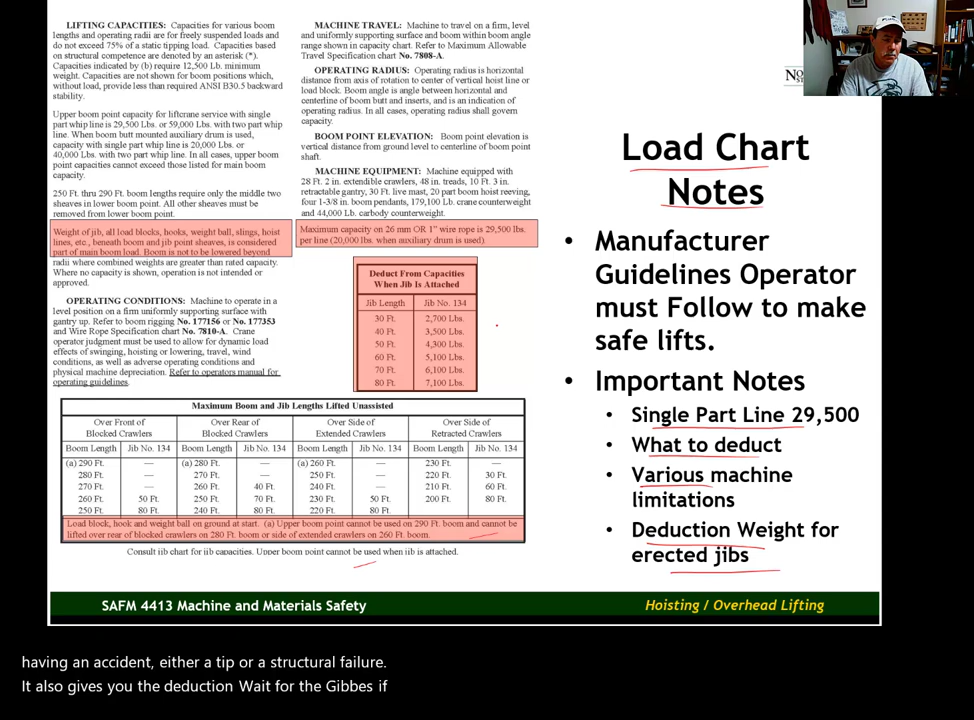 LIFTING CAPACITIES: Capacities for various boom
lengths and operating radii are for freely suspended loads and
do not exceed 75% of a static tipping load. Capacities based
on structural competence are denoted by an asterisk (*).
Capacities indicated by (b) require 12,500 Lb. minimum
weight. Capacities are not shown for boom positions which,
without load, provide less than required ANSI B30.5 backward
stability.
Upper boom point capacity for liftcrane service with single
part whip line is 29,500 Lbs. or 59,000 Lbs. with two part whip
line. When boom butt mounted auxiliary drum is used,
capacity with single part whip line is 20,000 Lbs. or
40,000 Lbs. with two part whip line. In all cases, upper boom
point capacities cannot exceed those listed for main boom
capacity.
250 Ft. thru 290 Ft. boom lengths require only the middle two
sheaves in lower boom point. All other sheaves must be
removed from lower boom point.
Weight of jib, all load blocks, hooks, weight ball, slings, hoist
lines, etc., beneath boom and jib point sheaves, is considered
part of main boom load. Boom is not to be lowered beyond
radii where combined weights are greater than rated capacity.
Where no capacity is shown, operation is not intended or
approved.
OPERATING CONDITIONS: Machine to operate in a
level position on a firm uniformly supporting surface with
gantry up. Refer to boom rigging No. 177156 or No. 177353
and Wire Rope Specification chart No. 7810-A. Crane
operator judgment must be used to allow for dynamic load
effects of swinging, hoisting or lowering, travel, wind
conditions, as well as adverse operating conditions and
physical machine depreciation. Refer to operators manual for
operating guidelines.
MACHINE TRAVEL: Machine to travel on a firm, level
and uniformly supporting surface and boom within boom angle
range shown in capacity chart. Refer to Maximum Allowable
Travel Specification chart No. 7808-A.
OPERATING RADIUS: Operating radius is horizontal
distance from axis of rotation to center of vertical hoist line or
load block. Boom angle is angle between horizontal and
centerline of boom butt and inserts, and is an indication of
operating radius. In all cases, operating radius shall govern
capacity.
BOOM POINT ELEVATION: Boom point elevation is
vertical distance from ground level to centerline of boom point
shaft.
MACHINE EQUIPMENT: Machine equipped with
28 Ft. 2 in. extendible crawlers, 48 in. treads, 10 Ft. 3 in.
retractable gantry, 30 Ft. live mast, 20 part boom hoist reeving,
four 1-3/8 in. boom pendants, 179,100 Lb. crane counterweight
and 44,000 Lb. carbody counterweight.
Maximum capacity on 26 mm OR 1" wire rope is 29,500 lbs.
per line (20,000 lbs. when auxiliary drum is used).
Deduct From Capacities
When Jib Is Attached
Jib Length Jib No. 134
30 Ft. 2,700 Lbs.
40 Ft. 3,500 Lbs.
50 Ft. 4,300 Lbs.
60 Ft. 5,100 Lbs.
70 Ft. 6,100 Lbs.
80 Ft. 7,100 Lbs.
Maximum Boom and Jib Lengths Lifted Unassisted
Over Front of Over Rear of Over Side of Over Side of
Blocked Crawlers Blocked Crawlers Extended Crawlers Retracted Crawlers
Boom Length Jib No. 134 Boom Length Jib No. 134 Boom Length Jib No. 134 Boom Length Jib No. 134
(a) 290 Ft. — (a) 280 Ft. — (a) 260 Ft. — 230 Ft. —
280 Ft. — 270 Ft. — 250 Ft. — 220 Ft. 30 Ft.
270 Ft. — 260 Ft. 40 Ft. 240 Ft. — 210 Ft. 60 Ft.
260 Ft. 50 Ft. 250 Ft. 70 Ft. 230 Ft. 50 Ft. 200 Ft. 80 Ft.
250 Ft. 80 Ft. 240 Ft. 80 Ft. 220 Ft. 80 Ft.
Load block, hook and weight ball on ground at start. (a) Upper boom point cannot be used on 290 Ft. boom and cannot be
lifted over rear of blocked crawlers on 280 Ft. boom or side of extended crawlers on 260 Ft. boom.
Consult jib chart for jib capacities. Upper boom point cannot be used when jib is attached.
Load Chart
Notes
• Manufacturer
Guidelines Operator
must Follow to make
safe lifts.
• Important Notes
• Single Part Line 29,500
• What to deduct
• Various machine
limitations
• Deduction Weight for
erected jibs
SAFM 4413 Machine and Materials Safety
Hoisting / Overhead Lifting
having an accident, either a tip or a structural failure.
It also gives you the deduction Wait for the Gibbes if